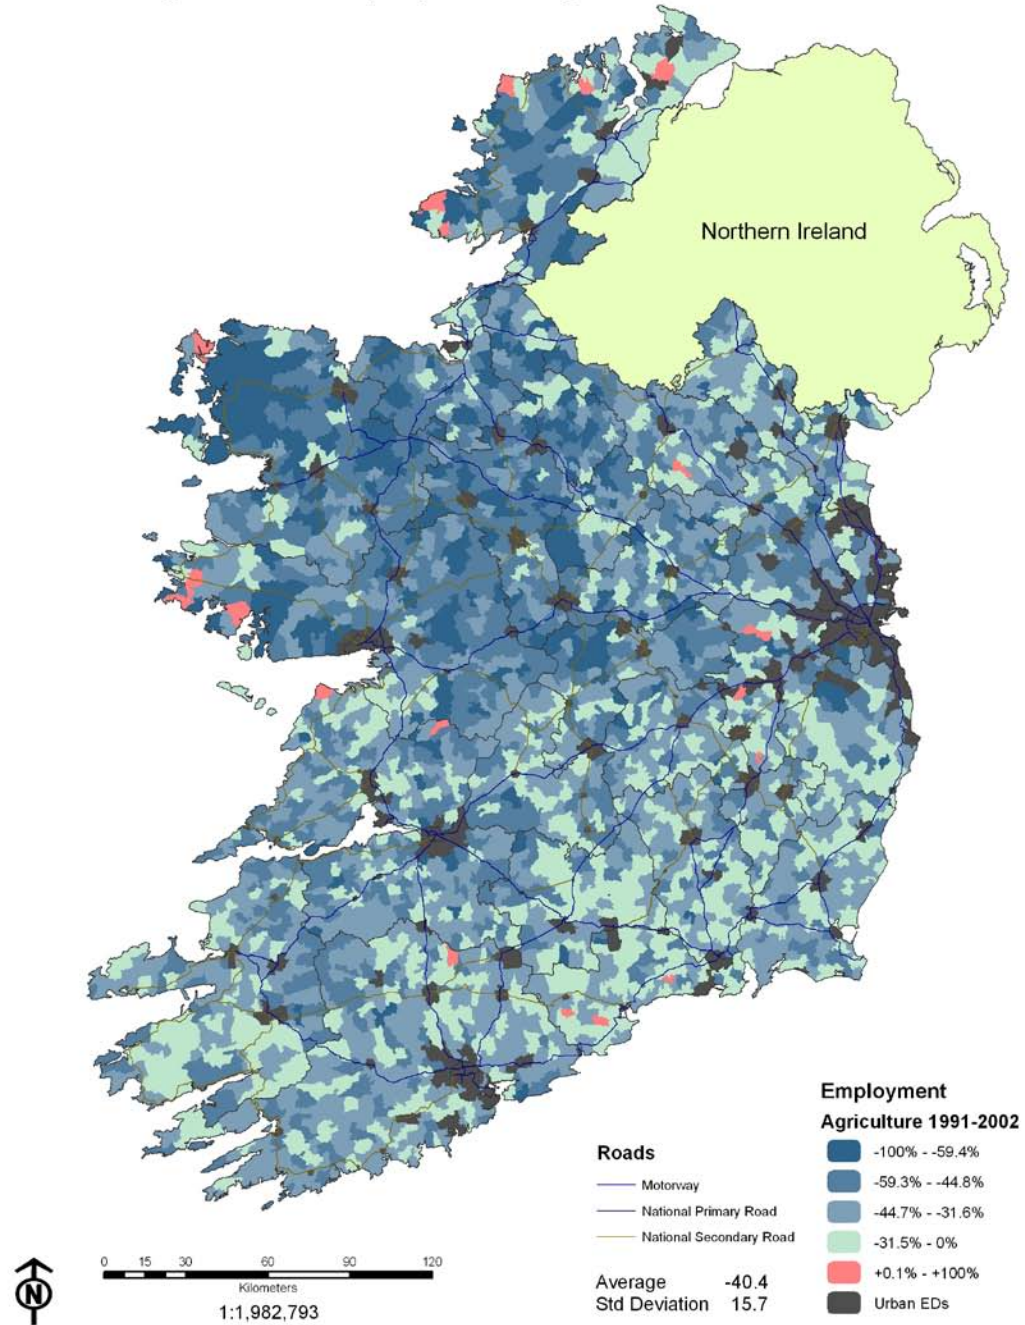 Northern Ireland
Employment
Agriculture 1991-2002
-100% - -59.4%
-59.3% - -44.8%
-44.7% - -31.6%
-31.5% - 0%
+0.1% - +100%
Urban EDs
Roads
Motorway
National Primary Road
National Secondary Road
Average -40.4
Std Deviation 15.7
0 15 30 60 90 120
Kilometers
1:1,982,793
N